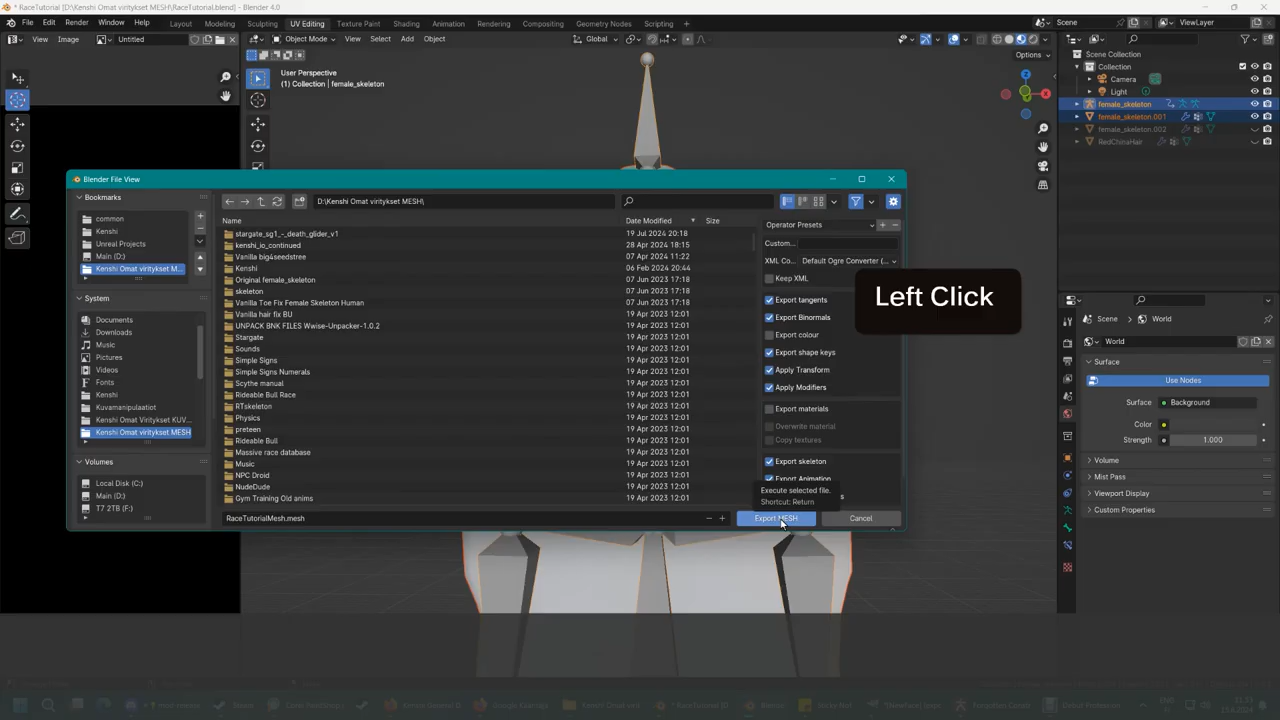 * RaceTutorial [D:\Kenshi Omat viritykset MESH\RaceTutorial.blend] - Blender 4.0
File Edit Render Window Help Layout Modeling Sculpting UV Editing Texture Paint Shading Animation Rendering Compositing Geometry Nodes Scripting + Scene ViewLayer
View Image Untitled Object Mode View Select Add Object Global Options
User Perspective
(1) Collection | female_skeleton
Scene Collection
Collection
Camera
Light
female_skeleton
female_skeleton.001
female_skeleton.002
RedChinaHair
Blender File View
Bookmarks
common
Kenshi
Unreal Projects
Main (D:)
Kenshi Omat viritykset M...
System
Documents
Downloads
Music
Pictures
Videos
Fonts
Kenshi
Kuvamanipulaatiot
Kenshi Omat Viritykset KUV...
Kenshi Omat viritykset MESH
Volumes
Local Disk (C:)
Main (D:)
T7 2TB (F:)
D:\Kenshi Omat viritykset MESH\
Name Date Modified Size
stargate_sg1_-_death_glider_v1 19 Jul 2024 20:18
kenshi_io_continued 28 Apr 2024 18:15
Vanilla big4seedstree 07 Apr 2024 11:22
Kenshi 06 Feb 2024 20:44
Original female_skeleton 07 Jun 2023 17:18
skeleton 07 Jun 2023 17:18
Vanilla Toe Fix Female Skeleton Human 07 Jun 2023 17:18
Vanilla hair fix BU 19 Apr 2023 12:01
UNPACK BNK FILES Wwise-Unpacker-1.0.2 19 Apr 2023 12:01
Stargate 19 Apr 2023 12:01
Sounds 19 Apr 2023 12:01
Simple Signs 19 Apr 2023 12:01
Simple Signs Numerals 19 Apr 2023 12:01
Scythe manual 19 Apr 2023 12:01
Rideable Bull Race 19 Apr 2023 12:01
RTskeleton 19 Apr 2023 12:01
Physics 19 Apr 2023 12:01
preteen 19 Apr 2023 12:01
Rideable Bull 19 Apr 2023 12:01
Massive race database 19 Apr 2023 12:01
Music 19 Apr 2023 12:01
NPC Droid 19 Apr 2023 12:01
NudeDude 19 Apr 2023 12:01
Gym Training Old anims 19 Apr 2023 12:01
RaceTutorialMesh.mesh
Operator Presets
Custom...
XML Co... Default Ogre Converter (...
Keep XML
Export tangents
Export Binormals
Export colour
Export shape keys
Apply Transform
Apply Modifiers
Export materials
Overwrite material
Copy textures
Export skeleton
Export Animation
Execute selected file.
Shortcut: Return
Export MESH Cancel
Left Click
Scene World
World
Surface
Use Nodes
Surface Background
Color
Strength 1.000
Volume
Mist Pass
Viewport Display
Custom Properties